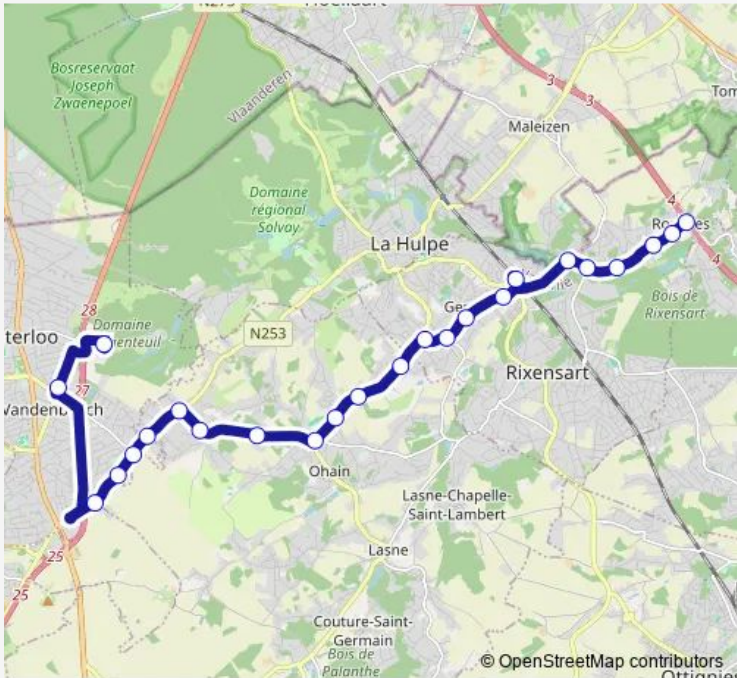 N275
Bosreservaat
Joseph
Zwaenepoel
Vlaanderen
3
3
Maleizen
Domaine
régional
Solvay
La Hulpe
4
4
28
terloo
Domaine
N253
Bois de
Rixensart
Rixensart
27
Ohain
Lasne-Chapelle-
Saint-Lambert
25
25
Lasne
Couture-Saint-
Germain
Bois de
Palanthe
© OpenStreetMap contributors